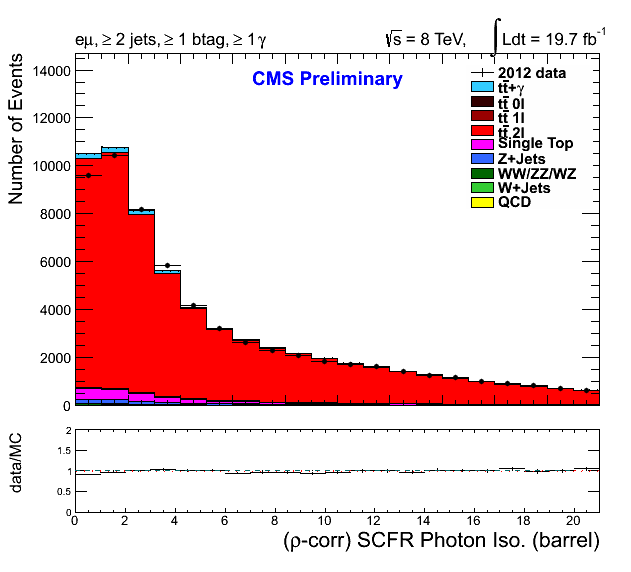 eμ, ≥ 2 jets, ≥ 1 btag, ≥ 1 γ
√s = 8 TeV, ∫ Ldt = 19.7 fb⁻¹
CMS Preliminary
2012 data
tt̄+γ
tt̄ 0l
tt̄ 1l
tt̄ 2l
Single Top
Z+Jets
WW/ZZ/WZ
W+Jets
QCD
Number of Events
14000
12000
10000
8000
6000
4000
2000
0
data/MC
2
1.5
1
0.5
0
0 2 4 6 8 10 12 14 16 18 20
(ρ-corr) SCFR Photon Iso. (barrel)